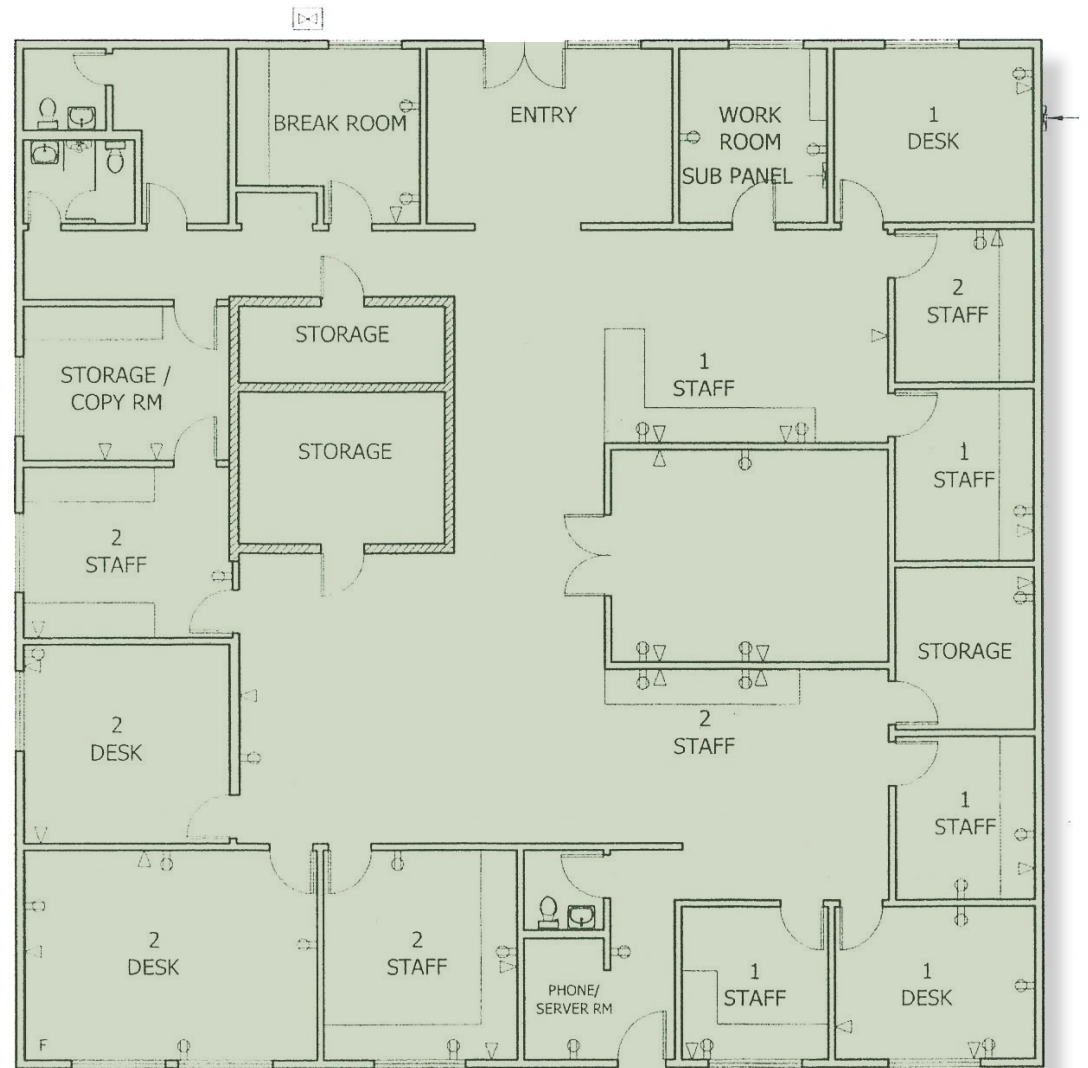 BREAK ROOM
ENTRY
WORK
ROOM
SUB PANEL
1
DESK
2
STAFF
STORAGE
STORAGE /
COPY RM
1
STAFF
STORAGE
1
STAFF
2
STAFF
STORAGE
2
DESK
2
STAFF
1
STAFF
2
DESK
2
STAFF
PHONE/
SERVER RM
1
STAFF
1
DESK
F